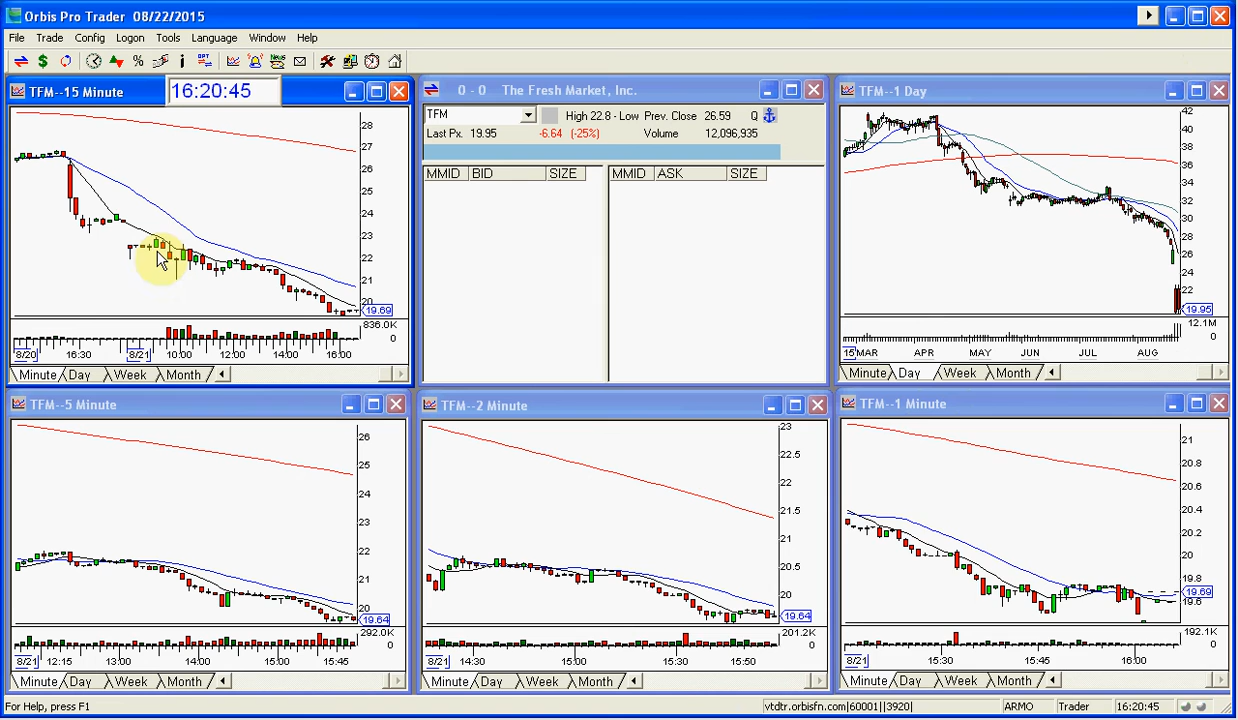 Orbis Pro Trader 08/22/2015
File Trade Config Logon Tools Language Window Help
TFM--15 Minute 16:20:45
28
27
26
25
24
23
22
21
20
19.69
836.0K
0
8/20 16:30 8/21 10:00 12:00 14:00 16:00
Minute Day Week Month
0 - 0 The Fresh Market, Inc.
TFM High 22.8 - Low Prev. Close 26.59 Q
Last Px. 19.95 -6.64 (-25%) Volume 12,096,935
MMID BID SIZE MMID ASK SIZE
TFM--1 Day
42
40
38
36
34
32
30
28
26
24
22
19.95
12.1M
0
15 MAR APR MAY JUN JUL AUG
Minute Day Week Month
TFM--5 Minute
26
25
24
23
22
21
20
19.64
292.0K
0
8/21 12:15 13:00 14:00 15:00 15:45
Minute Day Week Month
TFM--2 Minute
23
22.5
22
21.5
21
20.5
20
19.64
201.2K
0
8/21 14:30 15:00 15:30 15:50
Minute Day Week Month
TFM--1 Minute
21
20.8
20.6
20.4
20.2
20
19.8
19.69
19.6
192.1K
0
8/21 15:30 15:45 16:00
Minute Day Week Month
For Help, press F1 vtdtr.orbisfn.com|60001||3920| ARMO Trader 16:20:45